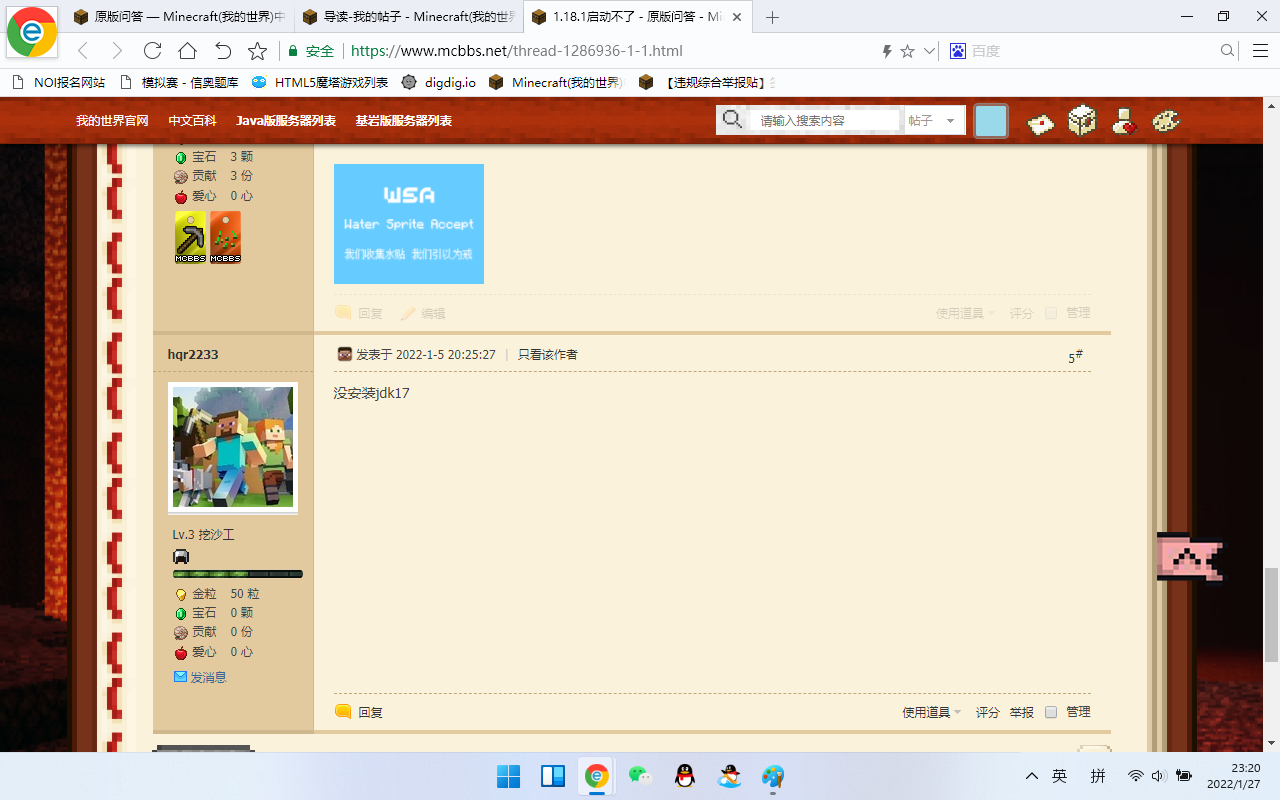 原版问答 — Minecraft(我的世界)中
导读-我的帖子 - Minecraft(我的世界
1.18.1启动不了 - 原版问答 - Mi
安全
https://www.mcbbs.net/thread-1286936-1-1.html
百度
NOI报名网站
模拟赛 - 信奥题库
HTML5魔塔游戏列表
digdig.io
Minecraft(我的世界)
【违规综合举报贴】
我的世界官网
中文百科
Java版服务器列表
基岩版服务器列表
请输入搜索内容
帖子
宝石 3 颗
贡献 3 份
爱心 0 心
MCBBS
MCBBS
WSA
Water Sprite Accept
我们收集水贴 我们引以为戒
回复
编辑
使用道具
评分
管理
hqr2233
发表于 2022-1-5 20:25:27
|
只看该作者
5#
没安装jdk17
Lv.3 挖沙工
金粒 50 粒
宝石 0 颗
贡献 0 份
爱心 0 心
发消息
回复
使用道具
评分
举报
管理
英
拼
23:20
2022/1/27